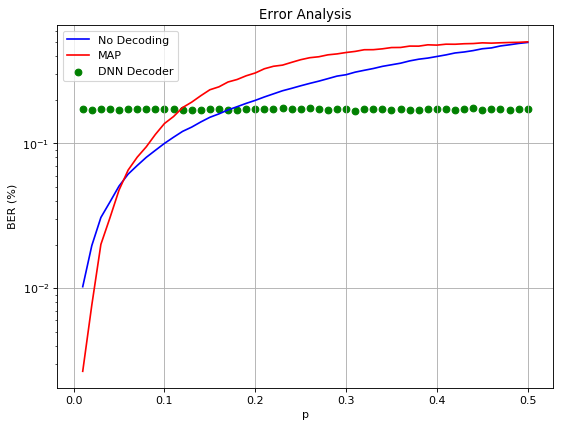 Error Analysis
No Decoding
MAP
DNN Decoder
10⁻¹
10⁻²
BER (%)
0.0 0.1 0.2 0.3 0.4 0.5
p